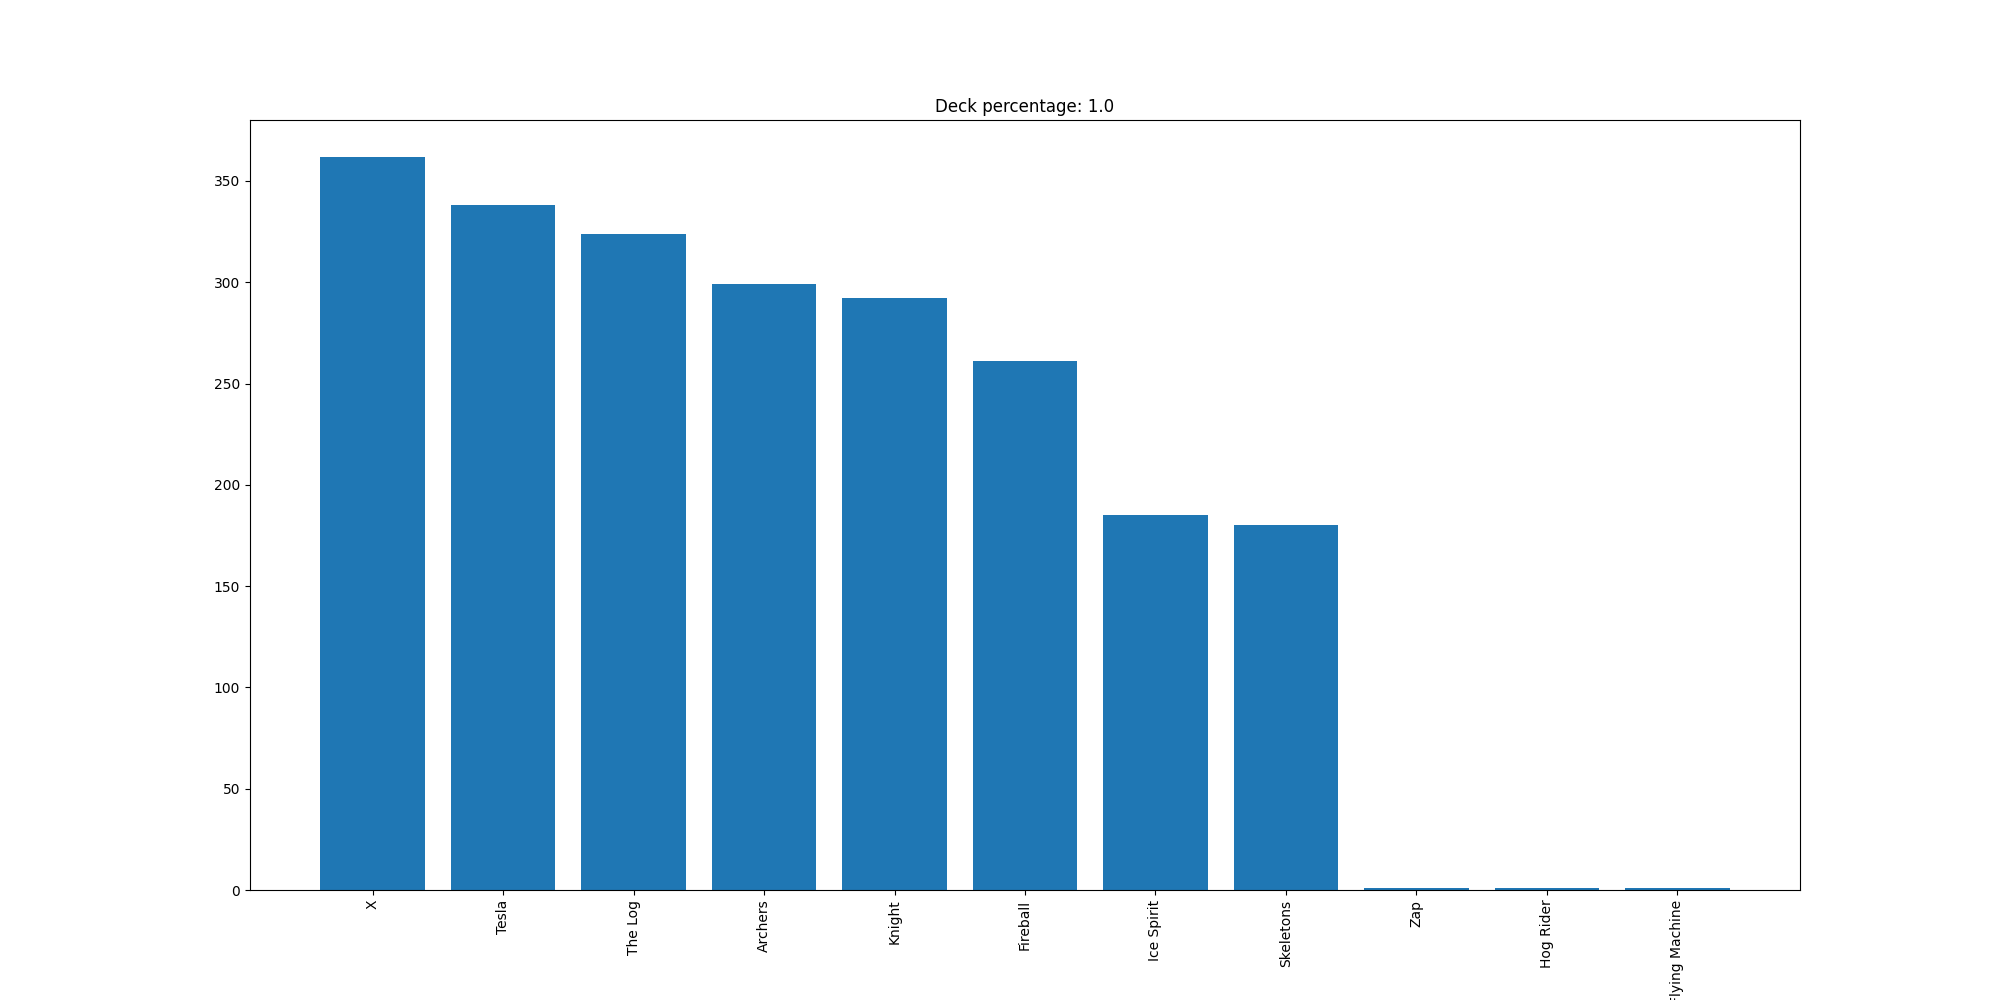 Deck percentage: 1.0
350
300
250
200
150
100
50
0
X
Tesla
The Log
Archers
Knight
Fireball
Ice Spirit
Skeletons
Zap
Hog Rider
Flying Machine